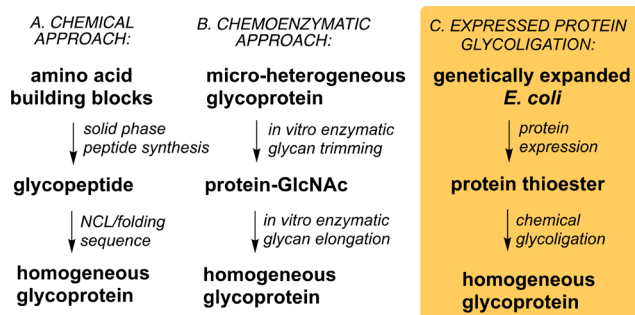 A. CHEMICAL
APPROACH:
amino acid
building blocks
solid phase
peptide synthesis
glycopeptide
NCL/folding
sequence
homogeneous
glycoprotein
B. CHEMOENZYMATIC
APPROACH:
micro-heterogeneous
glycoprotein
in vitro enzymatic
glycan trimming
protein-GlcNAc
in vitro enzymatic
glycan elongation
homogeneous
glycoprotein
C. EXPRESSED PROTEIN
GLYCOLIGATION:
genetically expanded
E. coli
protein
expression
protein thioester
chemical
glycoligation
homogeneous
glycoprotein